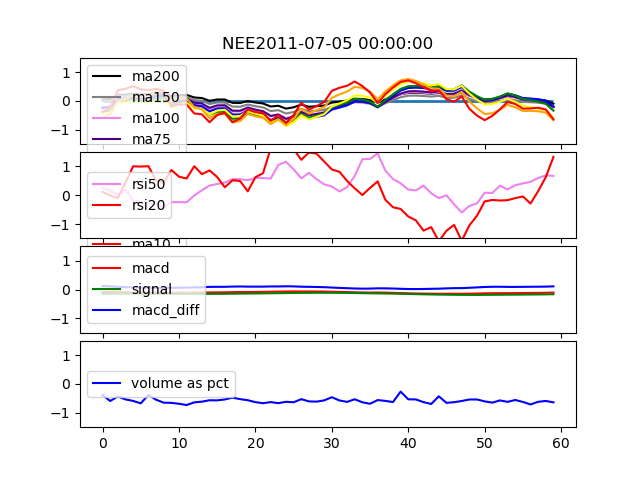 NEE2011-07-05 00:00:00
1
0
−1
ma200
ma150
ma100
ma75
1
0
−1
rsi50
rsi20
ma10
1
0
−1
macd
signal
macd_diff
1
0
−1
volume as pct
0 10 20 30 40 50 60